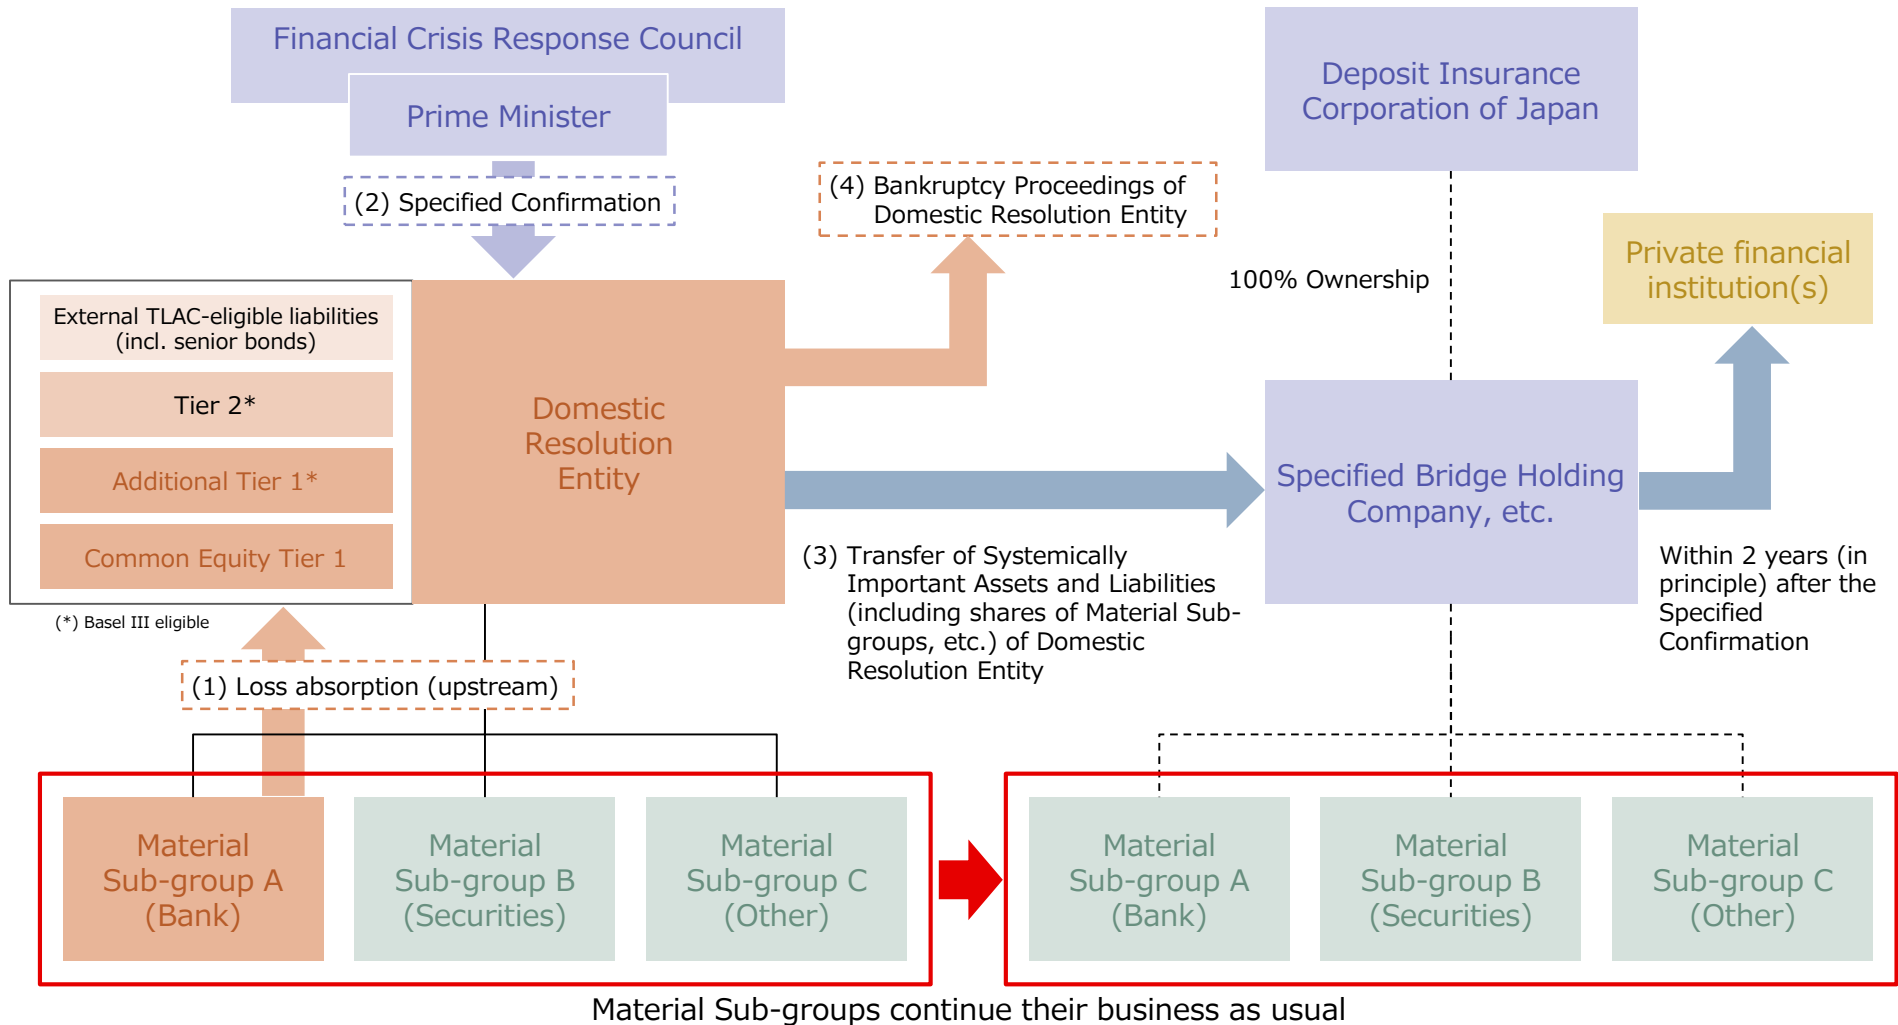 Financial Crisis Response Council
Prime Minister
(2) Specified Confirmation
Deposit Insurance
Corporation of Japan
(4) Bankruptcy Proceedings of
Domestic Resolution Entity
100% Ownership
Private financial
institution(s)
External TLAC-eligible liabilities
(incl. senior bonds)
Tier 2*
Additional Tier 1*
Common Equity Tier 1
(*) Basel III eligible
Domestic
Resolution
Entity
Specified Bridge Holding
Company, etc.
(3) Transfer of Systemically
Important Assets and Liabilities
(including shares of Material Sub-
groups, etc.) of Domestic
Resolution Entity
Within 2 years (in
principle) after the
Specified
Confirmation
(1) Loss absorption (upstream)
Material
Sub-group A
(Bank)
Material
Sub-group B
(Securities)
Material
Sub-group C
(Other)
Material
Sub-group A
(Bank)
Material
Sub-group B
(Securities)
Material
Sub-group C
(Other)
Material Sub-groups continue their business as usual